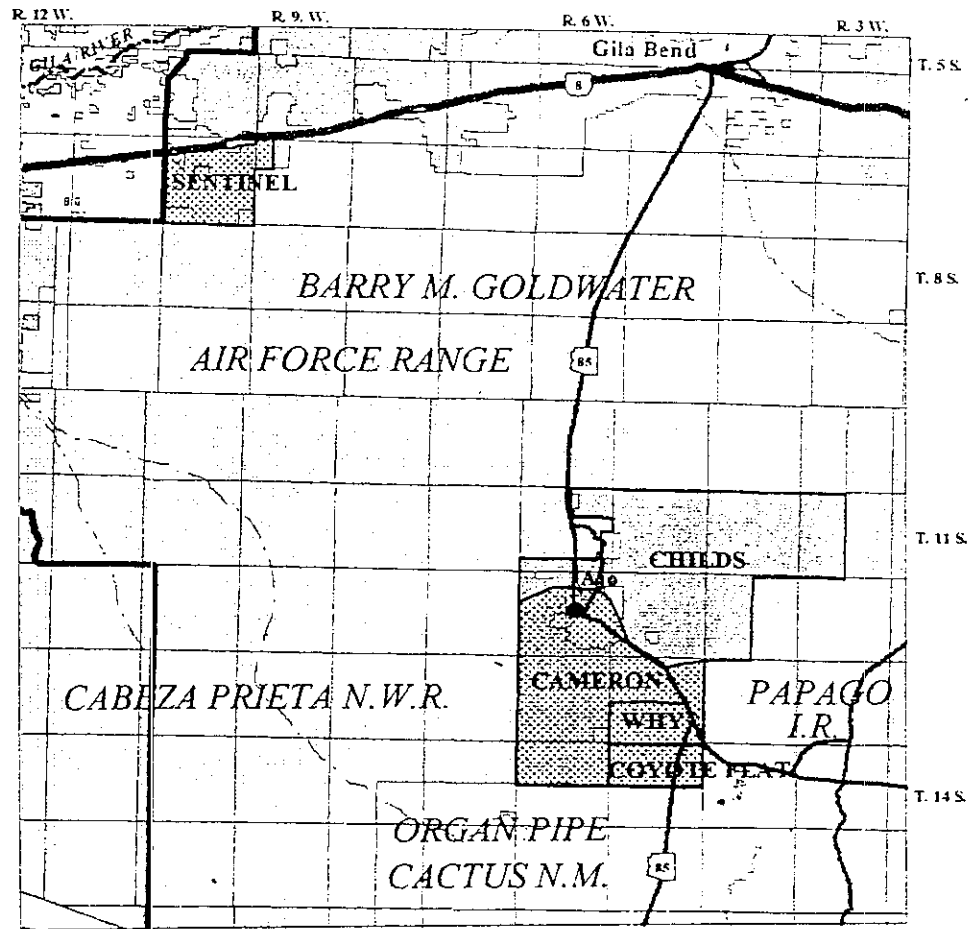 R. 12 W. R. 9. W. R. 6 W. R. 3 W.
GILA RIVER
Gila Bend
T. 5 S.
8
SENTINEL
BARRY M. GOLDWATER
T. 8 S.
AIR FORCE RANGE
85
T. 11 S.
CHILDS
CAMERON
CABEZA PRIETA N.W.R.
PAPAGO
I.R.
WHY
COYOTE FLAT
T. 14 S.
ORGAN PIPE
CACTUS N.M.
85